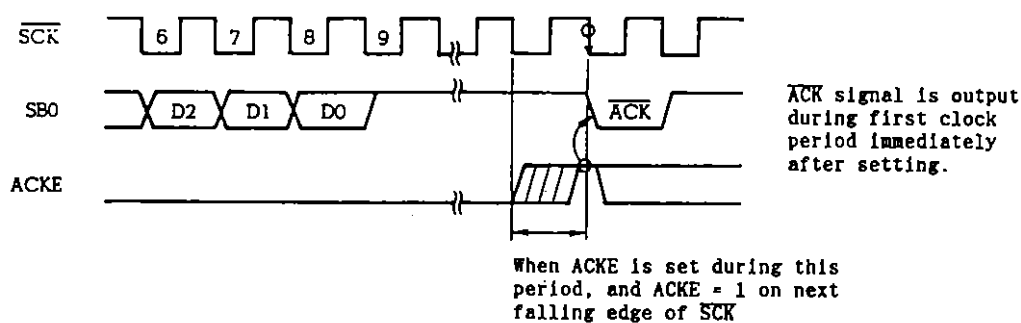 SCK
6 7 8 9
SB0
D2 D1 D0 ACK
ACK signal is output
during first clock
period immediately
after setting.
ACKE
When ACKE is set during this
period, and ACKE = 1 on next
falling edge of SCK